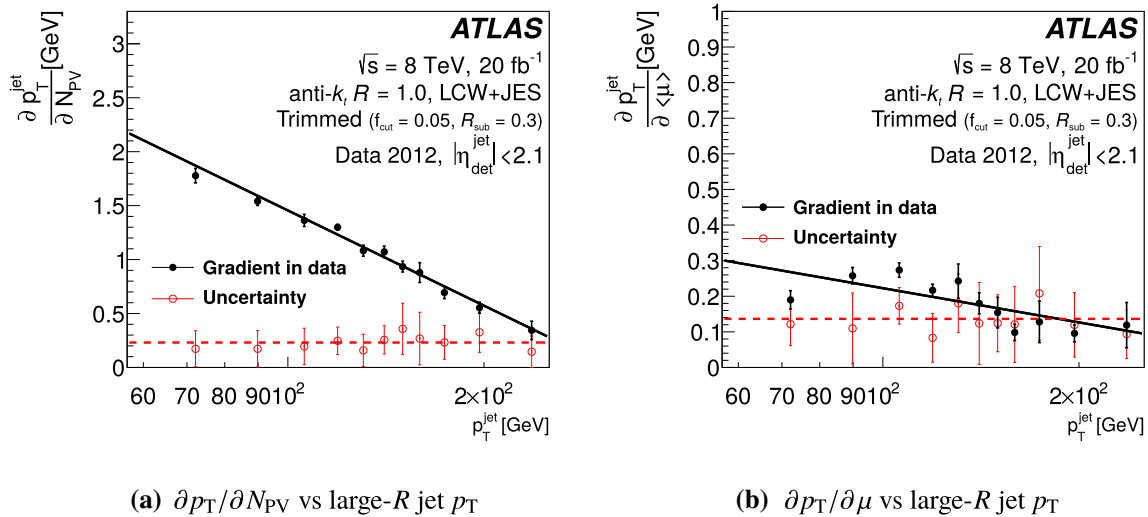 ATLAS
√s = 8 TeV, 20 fb⁻¹
anti-k_t R = 1.0, LCW+JES
Trimmed (f_cut = 0.05, R_sub = 0.3)
Data 2012, |η_det^jet| <2.1
Gradient in data
Uncertainty
∂ p_T^jet / ∂ N_PV [GeV]
3
2.5
2
1.5
1
0.5
0
60 70 80 90 10² 2×10²
p_T^jet [GeV]
(a) ∂p_T/∂N_PV vs large-R jet p_T
ATLAS
√s = 8 TeV, 20 fb⁻¹
anti-k_t R = 1.0, LCW+JES
Trimmed (f_cut = 0.05, R_sub = 0.3)
Data 2012, |η_det^jet| <2.1
Gradient in data
Uncertainty
∂ p_T^jet / ∂ <μ> [GeV]
1
0.9
0.8
0.7
0.6
0.5
0.4
0.3
0.2
0.1
0
60 70 80 90 10² 2×10²
p_T^jet [GeV]
(b) ∂p_T/∂μ vs large-R jet p_T